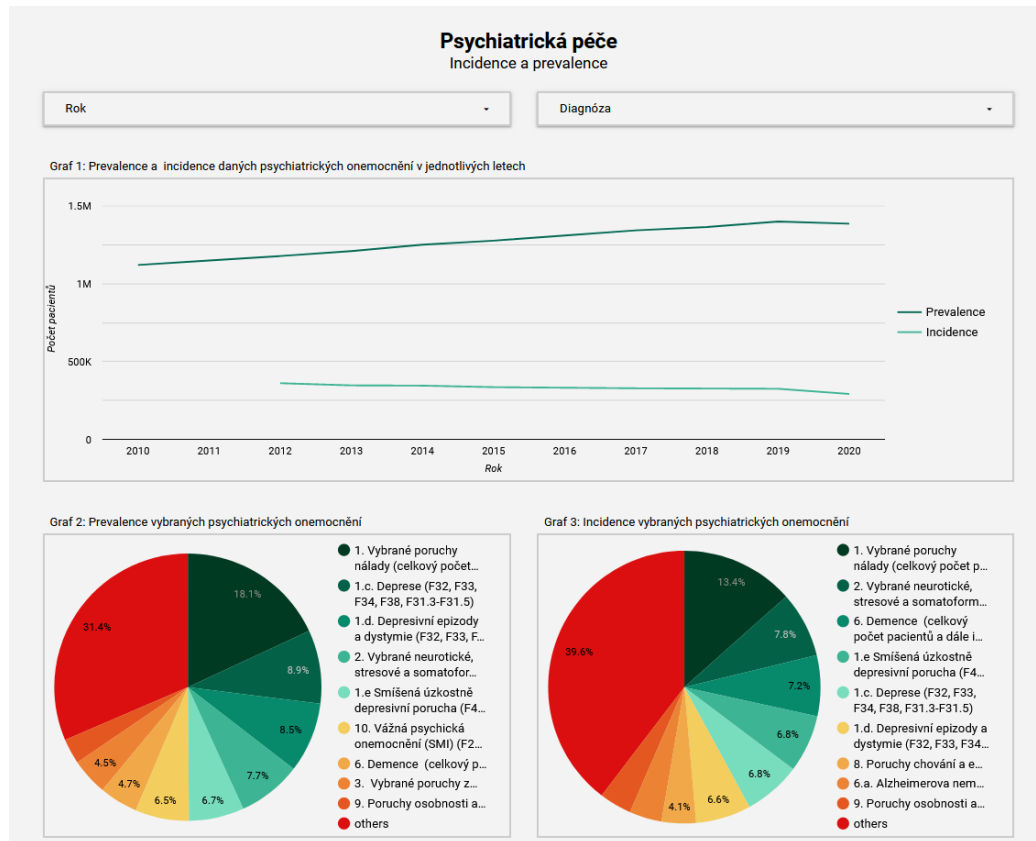 Psychiatrická péče
Incidence a prevalence
Rok
Diagnóza
Graf 1: Prevalence a incidence daných psychiatrických onemocnění v jednotlivých letech
1.5M
1M
500K
0
Počet pacientů
2010 2011 2012 2013 2014 2015 2016 2017 2018 2019 2020
Rok
Prevalence
Incidence
Graf 2: Prevalence vybraných psychiatrických onemocnění
18.1%
8.9%
8.5%
7.7%
6.7%
6.5%
4.7%
4.5%
31.4%
1. Vybrané poruchy
nálady (celkový počet...
1.c. Deprese (F32, F33,
F34, F38, F31.3-F31.5)
1.d. Depresivní epizody
a dystymie (F32, F33, F...
2. Vybrané neurotické,
stresové a somatofor...
1.e Smíšená úzkostně
depresivní porucha (F4...
10. Vážná psychická
onemocnění (SMI) (F2...
6. Demence (celkový p...
3. Vybrané poruchy z...
9. Poruchy osobnosti a...
others
Graf 3: Incidence vybraných psychiatrických onemocnění
13.4%
7.8%
7.2%
6.8%
6.8%
6.6%
4.1%
39.6%
1. Vybrané poruchy
nálady (celkový počet p...
2. Vybrané neurotické,
stresové a somatoform...
6. Demence (celkový
počet pacientů a dále i...
1.e Smíšená úzkostně
depresivní porucha (F4...
1.c. Deprese (F32, F33,
F34, F38, F31.3-F31.5)
1.d. Depresivní epizody a
dystymie (F32, F33, F34...
8. Poruchy chování a e...
6.a. Alzheimerova nem...
9. Poruchy osobnosti a...
others